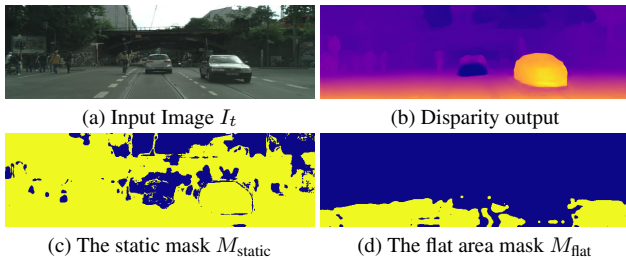 (a) Input Image I_t
(b) Disparity output
(c) The static mask M_static
(d) The flat area mask M_flat